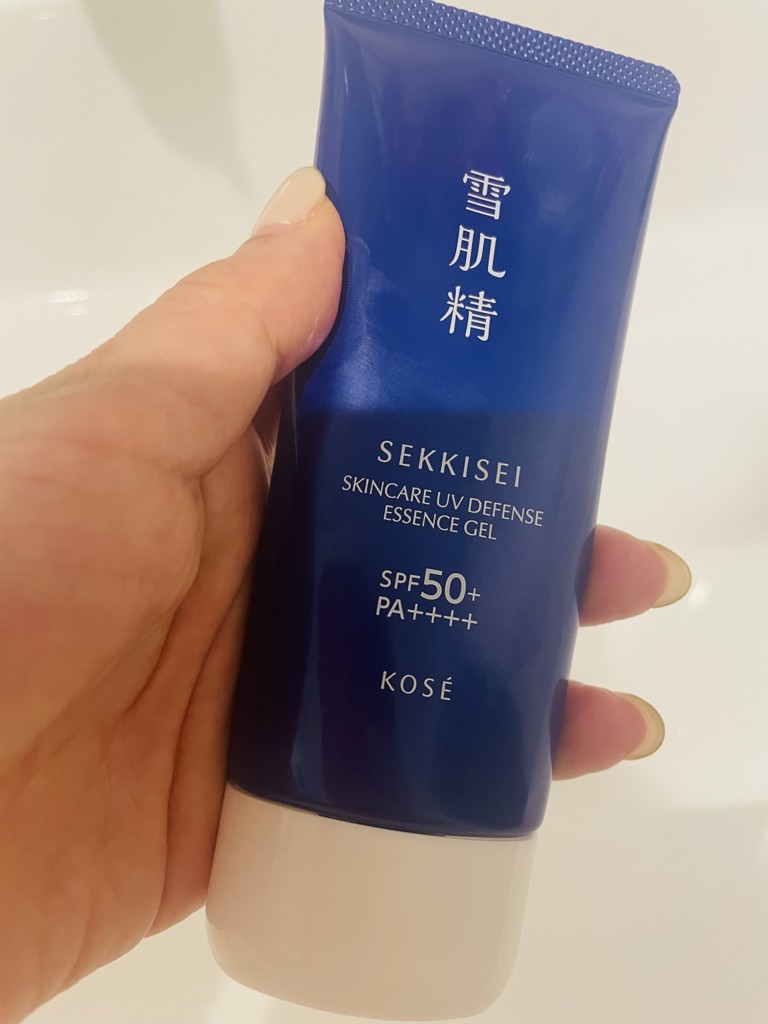 雪肌精
SEKKISEI
SKINCARE UV DEFENSE
ESSENCE GEL
SPF50+
PA++++
KOSÉ